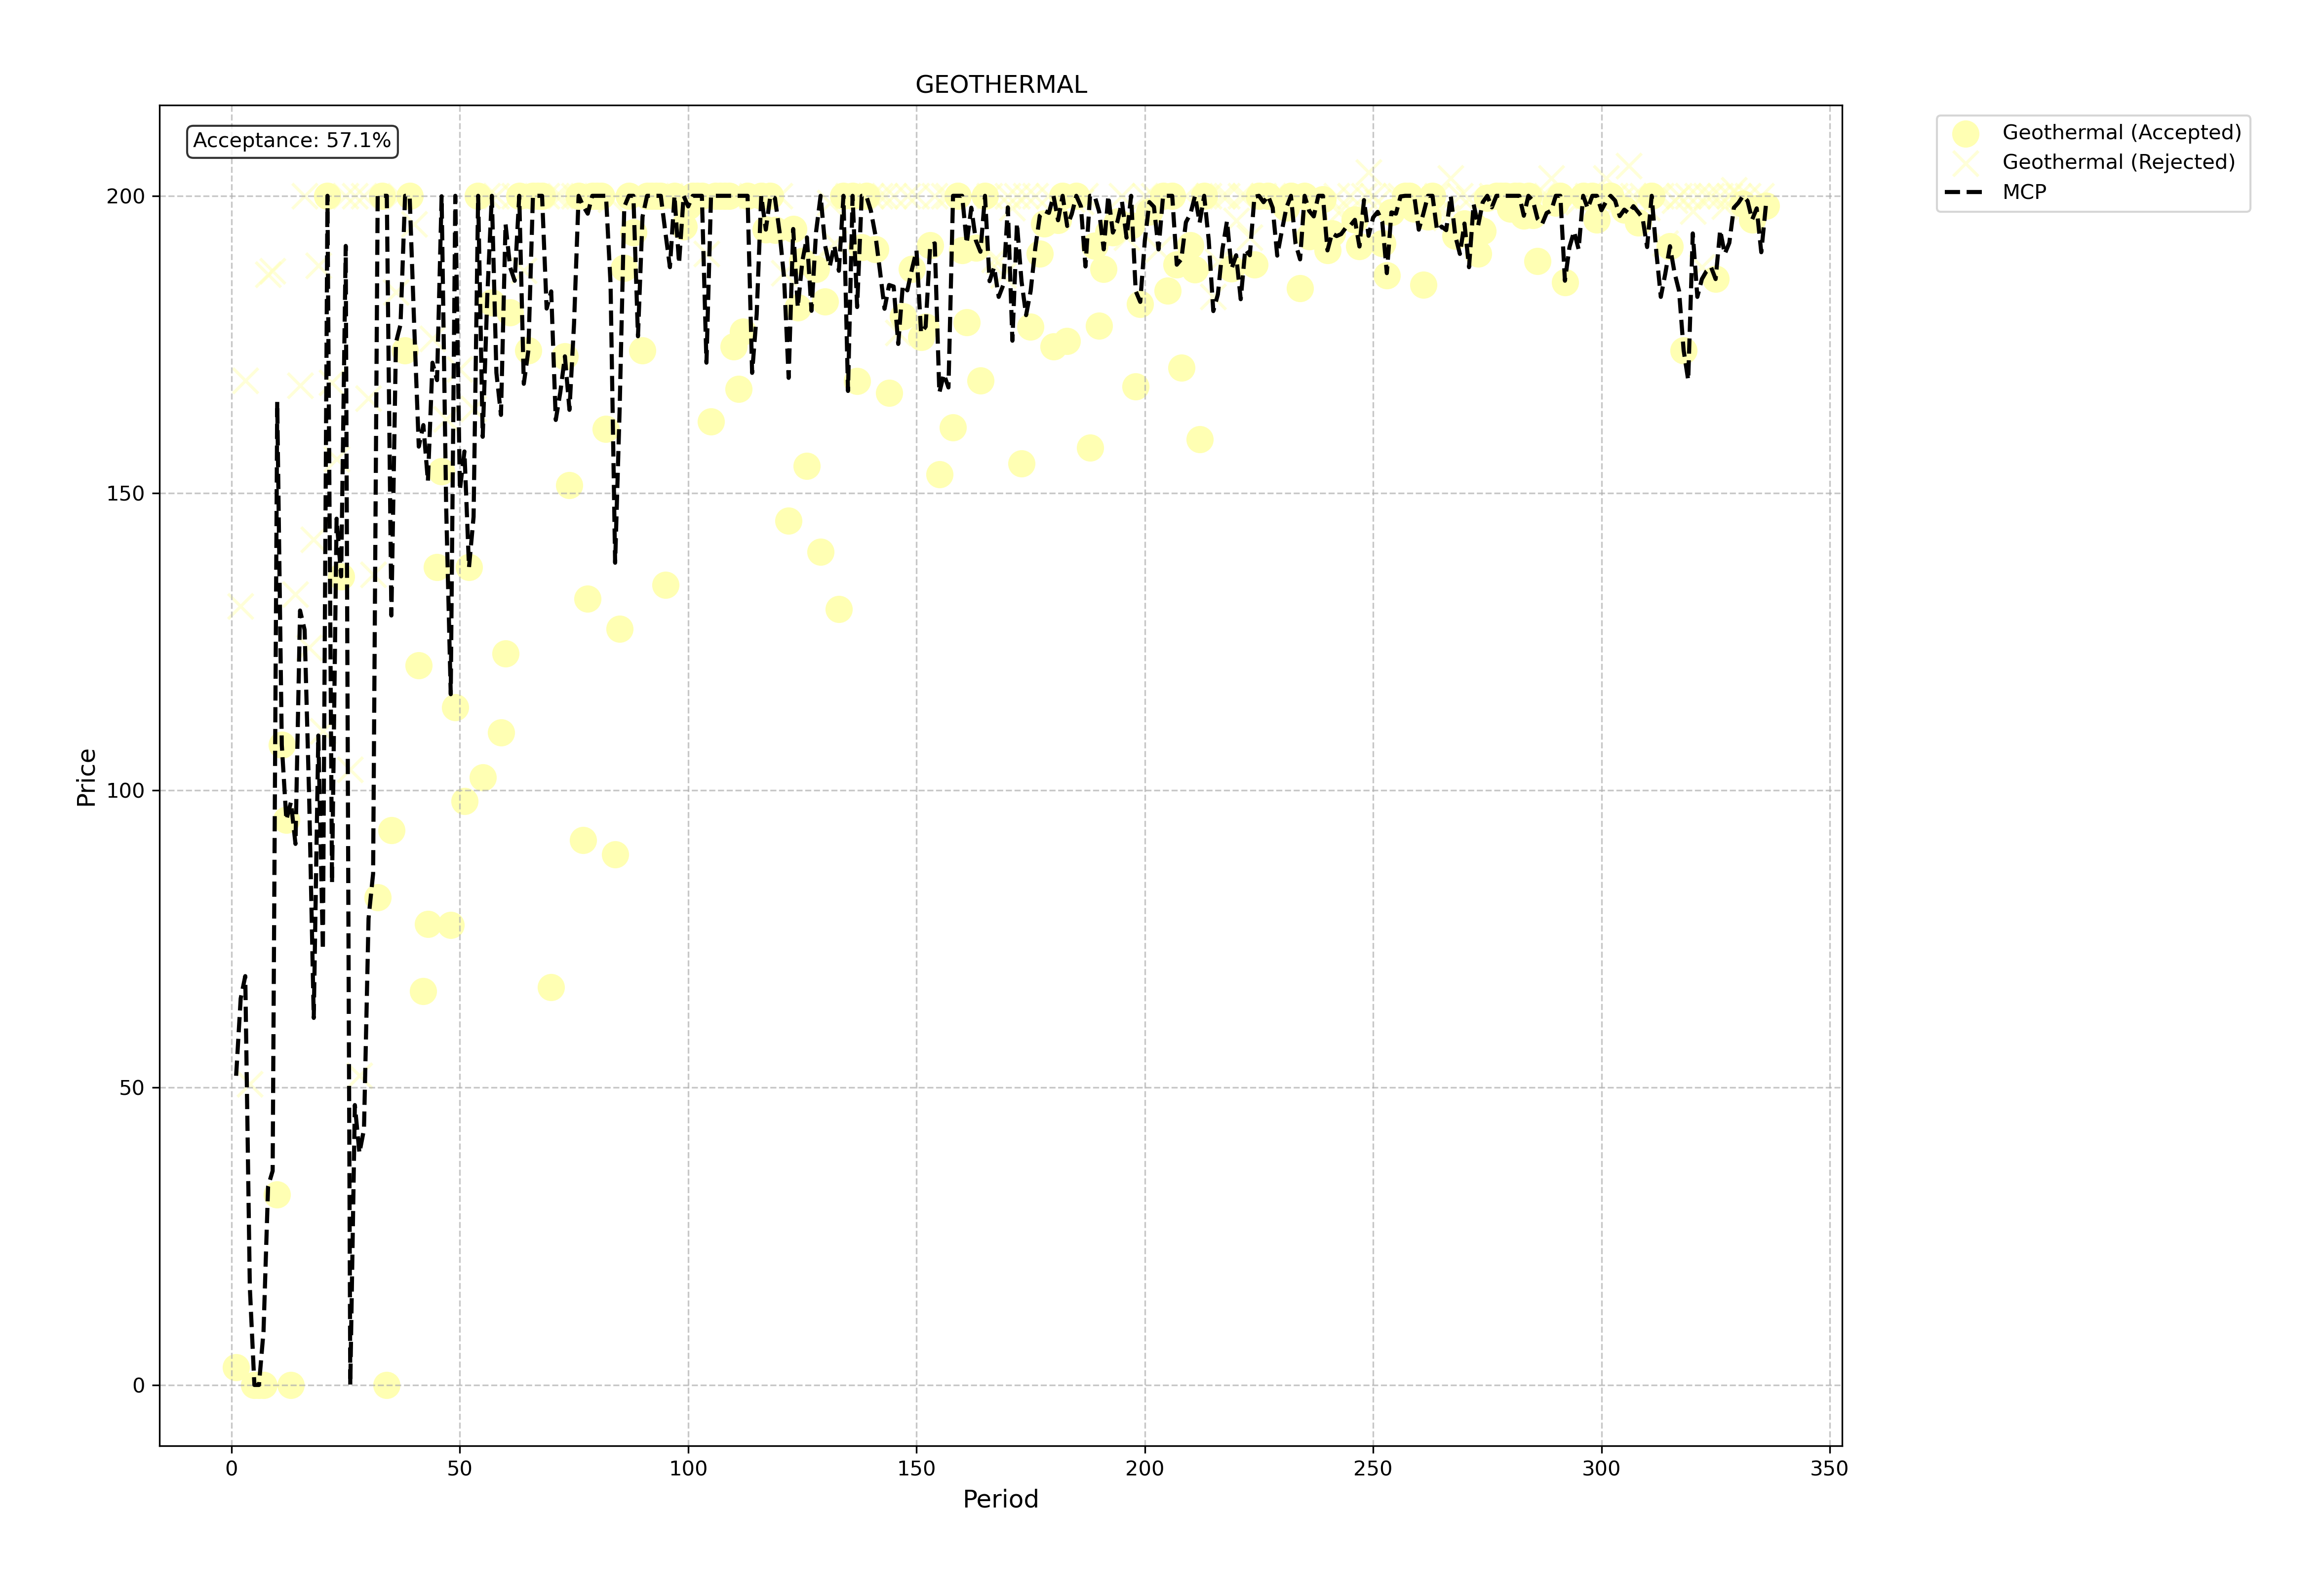 GEOTHERMAL
Acceptance: 57.1%
Geothermal (Accepted)
Geothermal (Rejected)
MCP
200
150
100
50
0
Price
0 50 100 150 200 250 300 350
Period